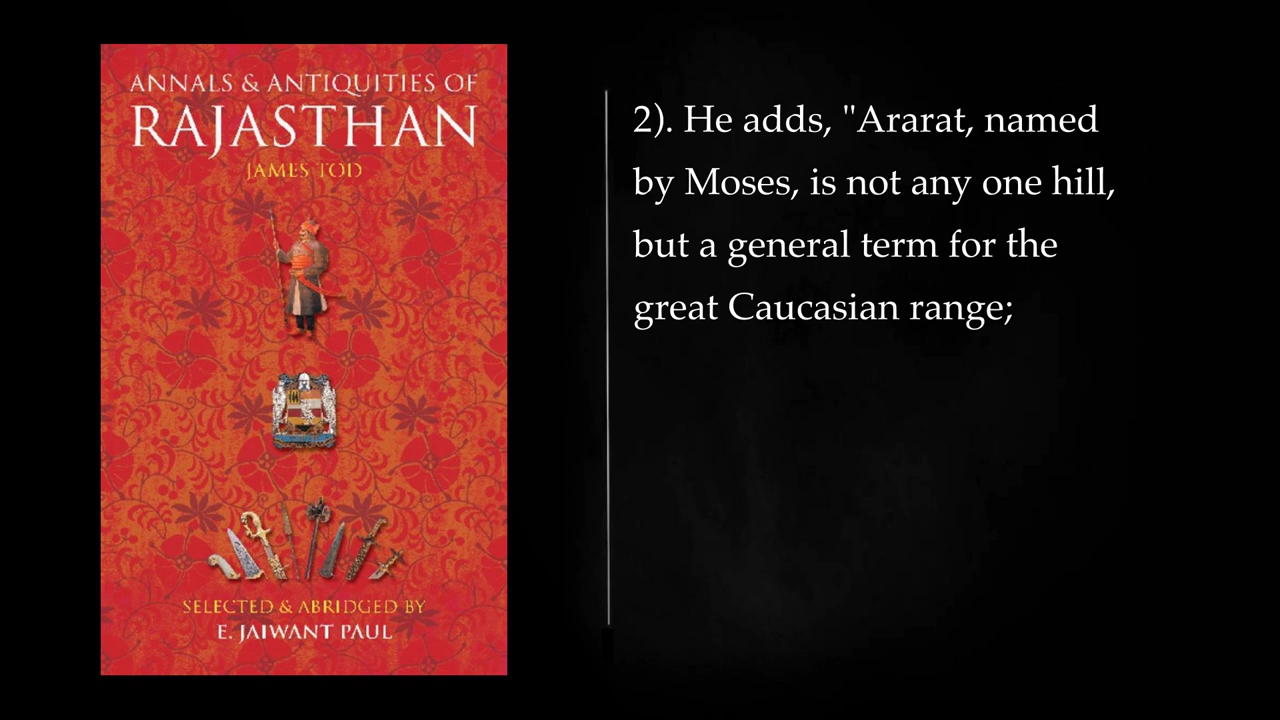 ANNALS & ANTIQUITIES OF
RAJASTHAN
JAMES TOD
SELECTED & ABRIDGED BY
E. JAIWANT PAUL
2). He adds, "Ararat, named
by Moses, is not any one hill,
but a general term for the
great Caucasian range;